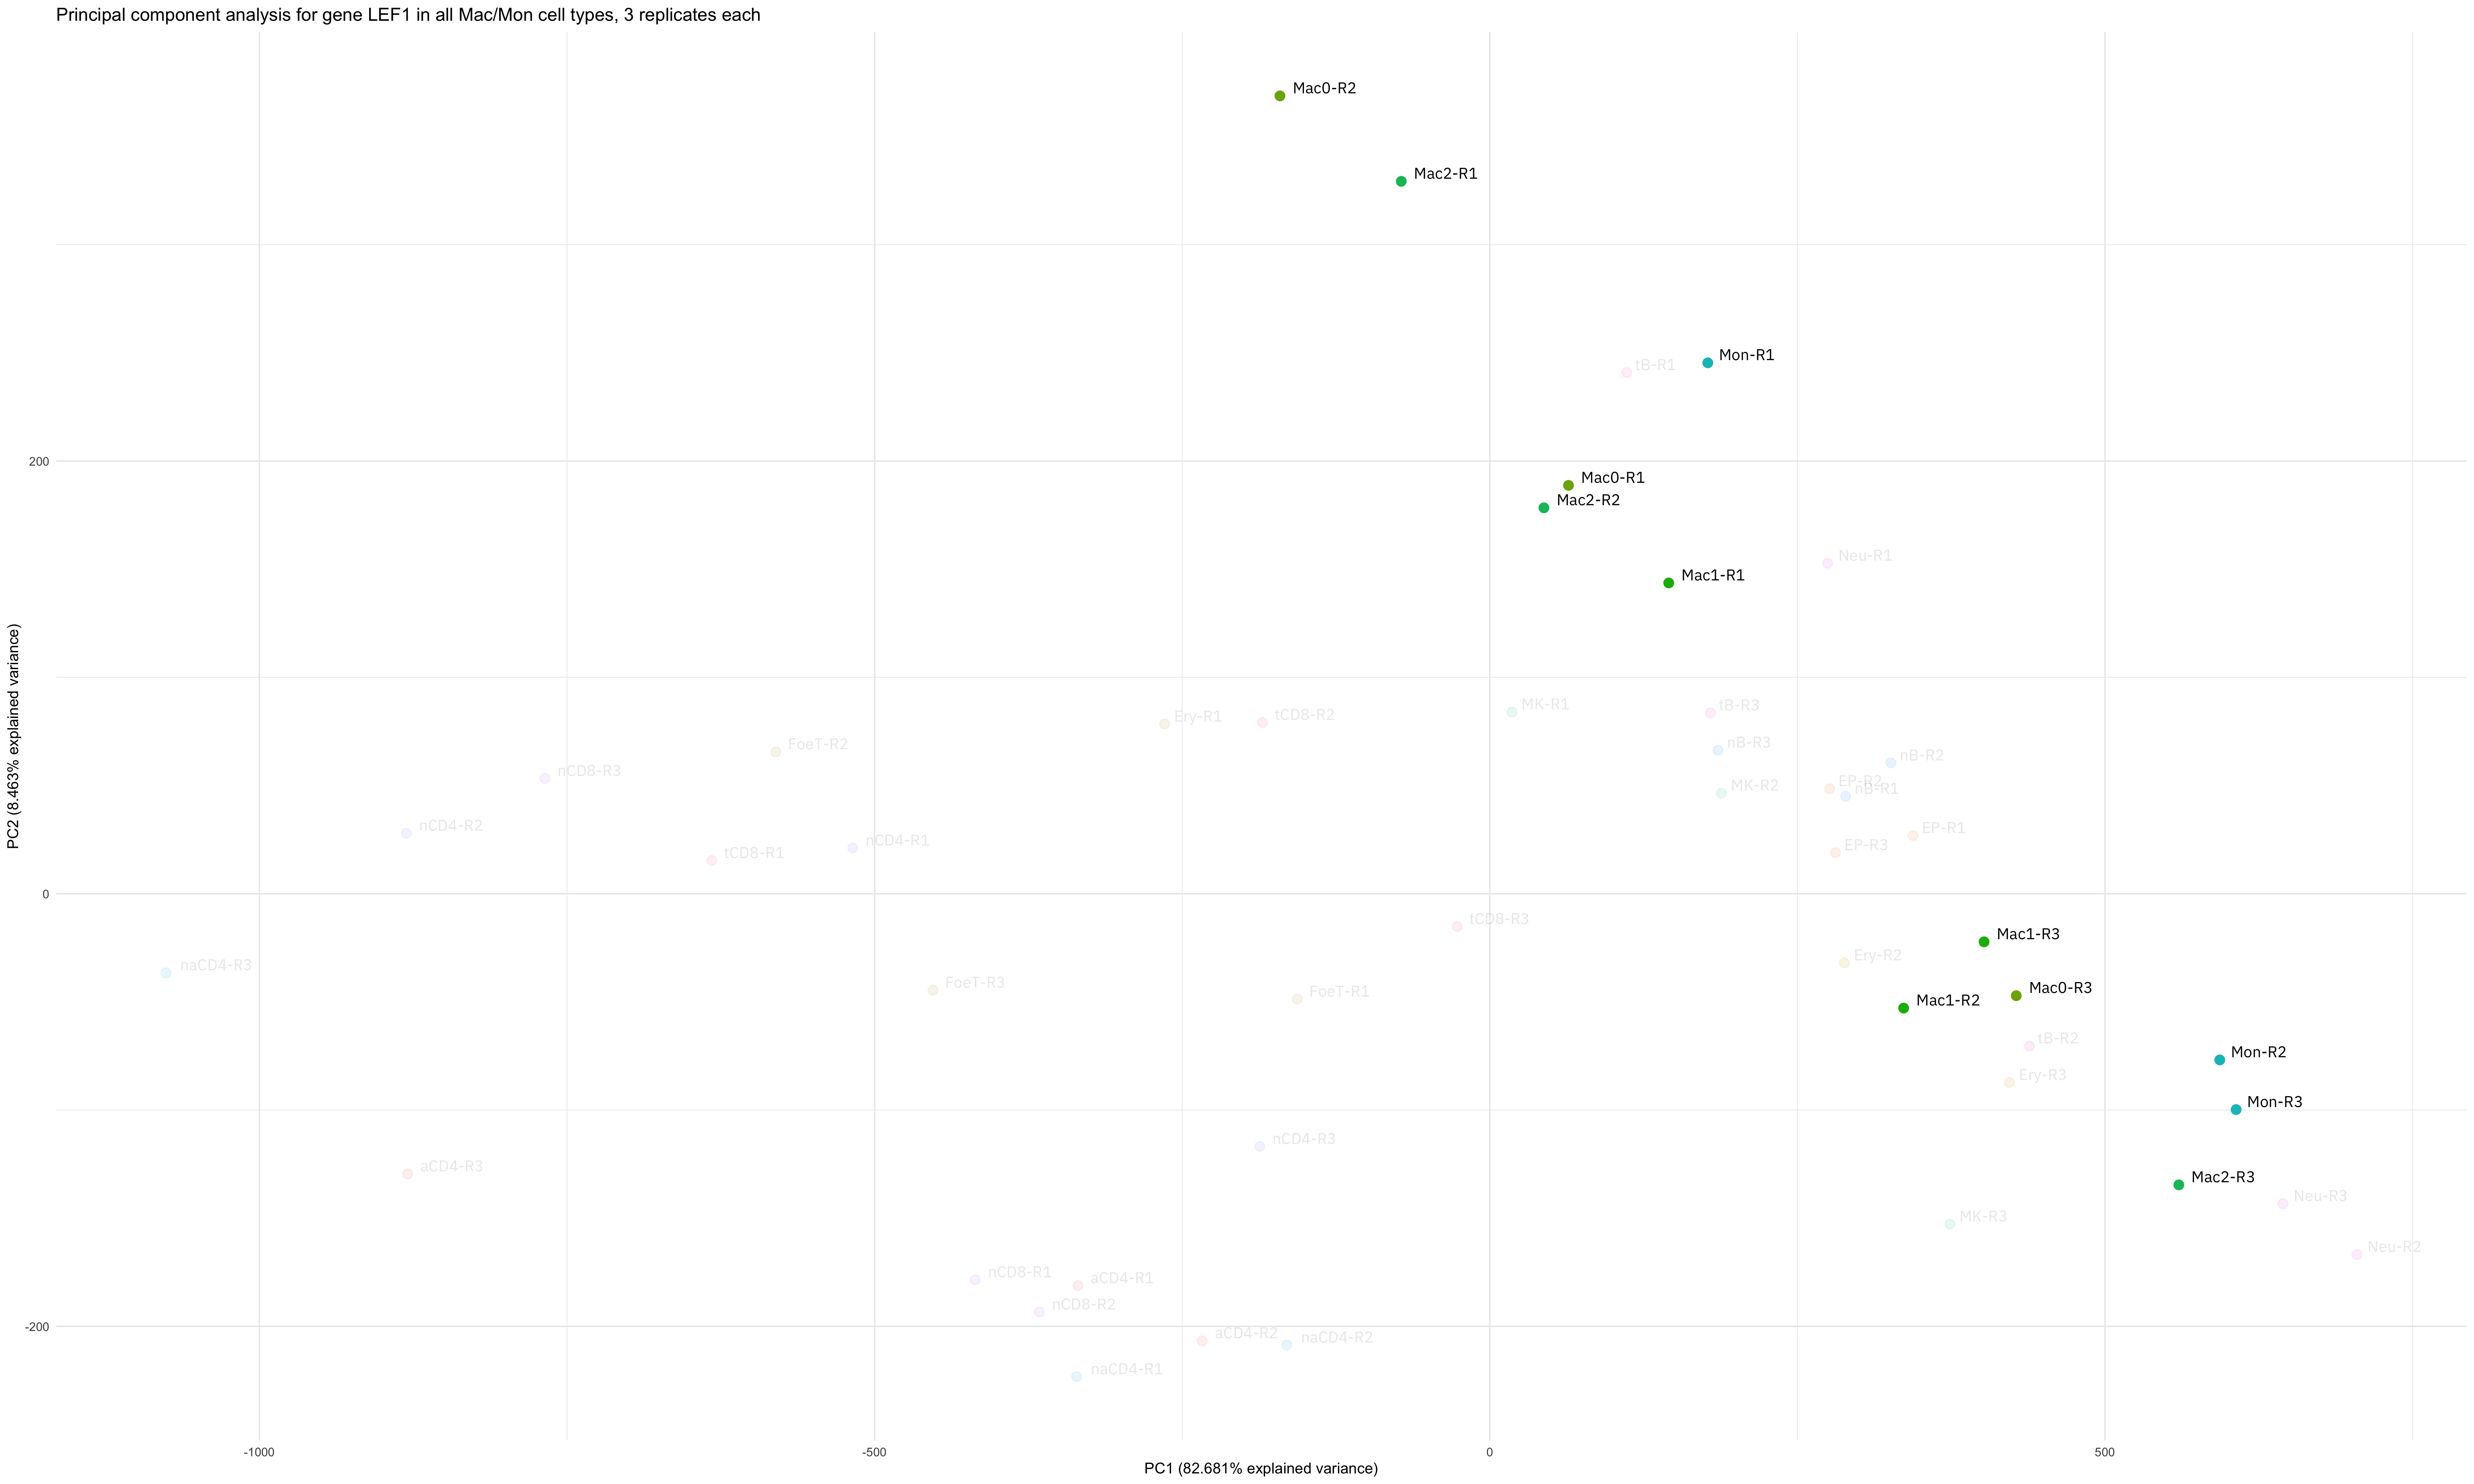 Principal component analysis for gene LEF1 in all Mac/Mon cell types, 3 replicates each
Mac0-R2
Mac2-R1
Mon-R1
tB-R1
200
Mac0-R1
Mac2-R2
Neu-R1
Mac1-R1
PC2 (8.463% explained variance)
MK-R1
tB-R3
Ery-R1
tCD8-R2
FoeT-R2
nB-R3
nB-R2
nCD8-R3
EP-R2
MK-R2
nB-R1
nCD4-R2
EP-R1
nCD4-R1
EP-R3
tCD8-R1
0
tCD8-R3
Mac1-R3
Ery-R2
naCD4-R3
FoeT-R3
Mac0-R3
FoeT-R1
Mac1-R2
tB-R2
Mon-R2
Ery-R3
Mon-R3
nCD4-R3
aCD4-R3
Mac2-R3
Neu-R3
MK-R3
Neu-R2
nCD8-R1
aCD4-R1
nCD8-R2
-200
aCD4-R2
naCD4-R2
naCD4-R1
-1000
-500
0
500
PC1 (82.681% explained variance)